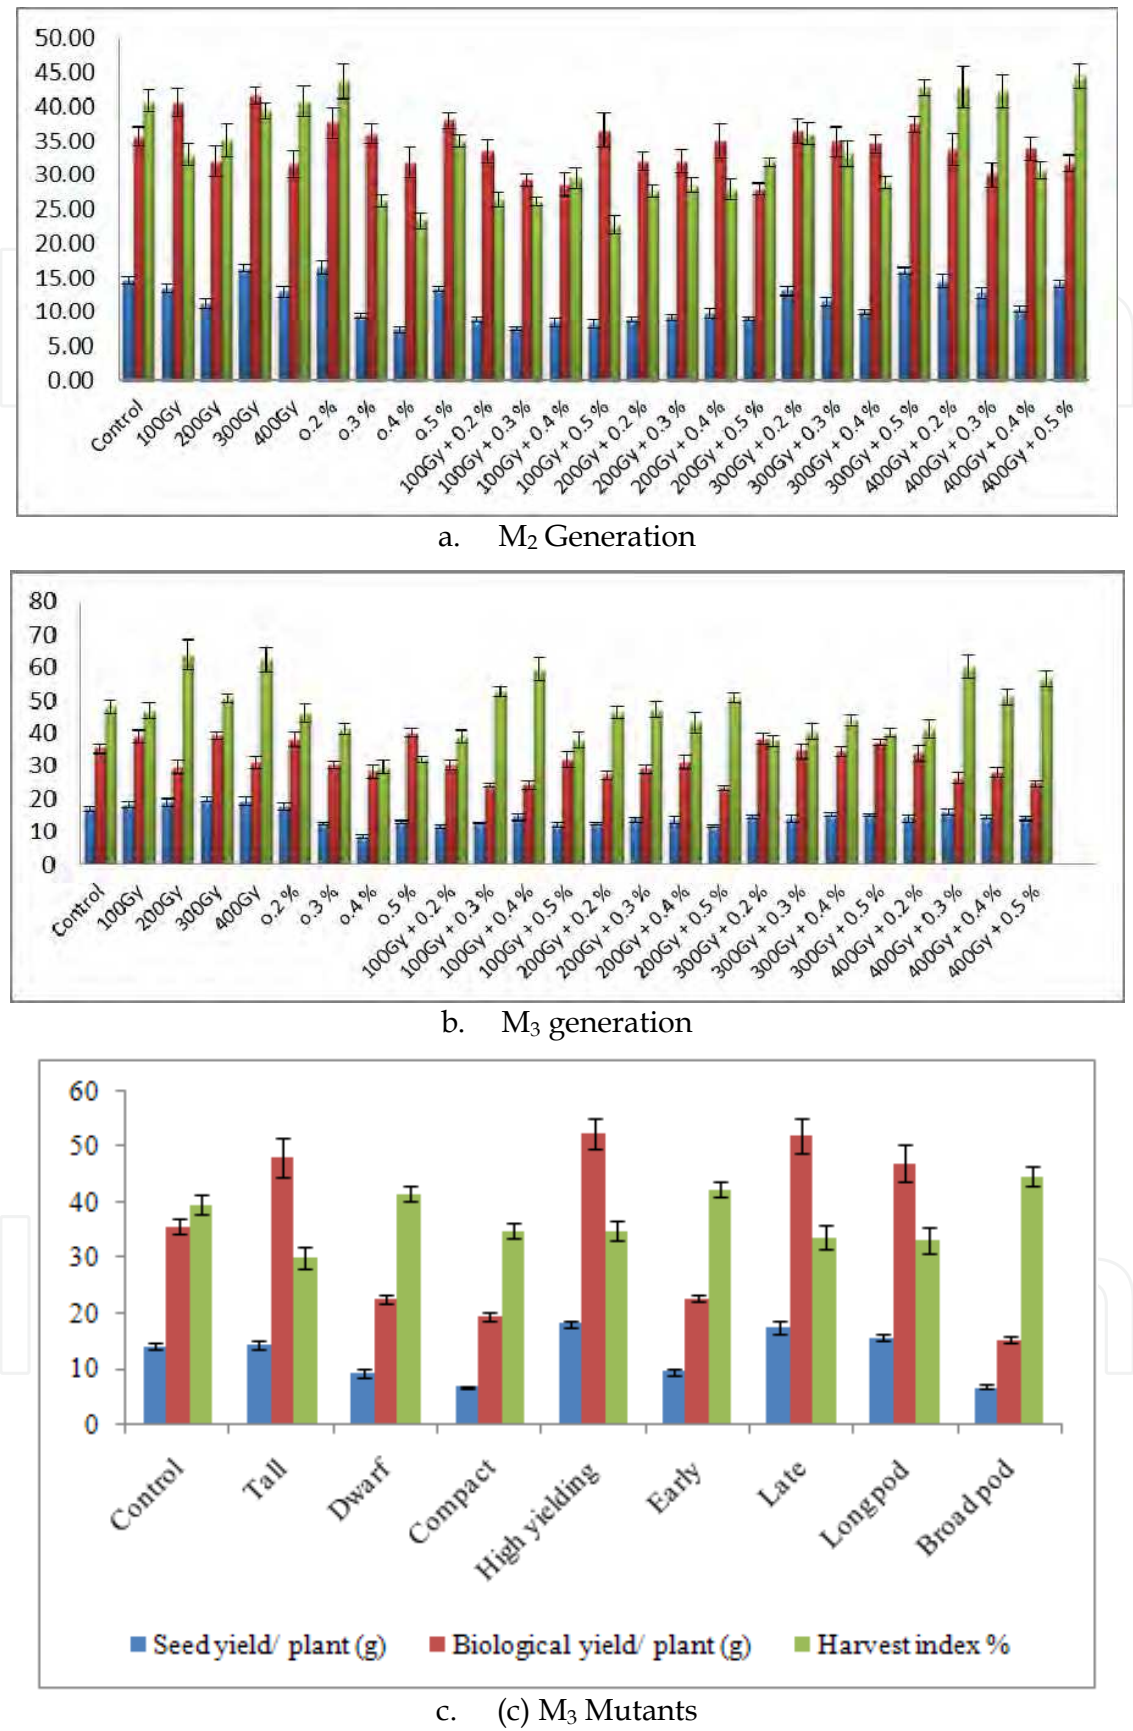 50.00
45.00
40.00
35.00
30.00
25.00
20.00
15.00
10.00
5.00
0.00
Control
100Gy
200Gy
300Gy
400Gy
0.2 %
0.3 %
0.4 %
0.5 %
100Gy + 0.2 %
100Gy + 0.3 %
100Gy + 0.4 %
100Gy + 0.5 %
200Gy + 0.2 %
200Gy + 0.3 %
200Gy + 0.4 %
200Gy + 0.5 %
300Gy + 0.2 %
300Gy + 0.3 %
300Gy + 0.4 %
300Gy + 0.5 %
400Gy + 0.2 %
400Gy + 0.3 %
400Gy + 0.4 %
400Gy + 0.5 %
a. M₂ Generation
80
70
60
50
40
30
20
10
0
Control
100Gy
200Gy
300Gy
400Gy
0.2 %
0.3 %
0.4 %
0.5 %
100Gy + 0.2 %
100Gy + 0.3 %
100Gy + 0.4 %
100Gy + 0.5 %
200Gy + 0.2 %
200Gy + 0.3 %
200Gy + 0.4 %
200Gy + 0.5 %
300Gy + 0.2 %
300Gy + 0.3 %
300Gy + 0.4 %
300Gy + 0.5 %
400Gy + 0.2 %
400Gy + 0.3 %
400Gy + 0.4 %
400Gy + 0.5 %
b. M₃ generation
60
50
40
30
20
10
0
Control
Tall
Dwarf
Compact
High yielding
Early
Late
Long pod
Broad pod
Seed yield/ plant (g) Biological yield/ plant (g) Harvest index %
c. (c) M₃ Mutants